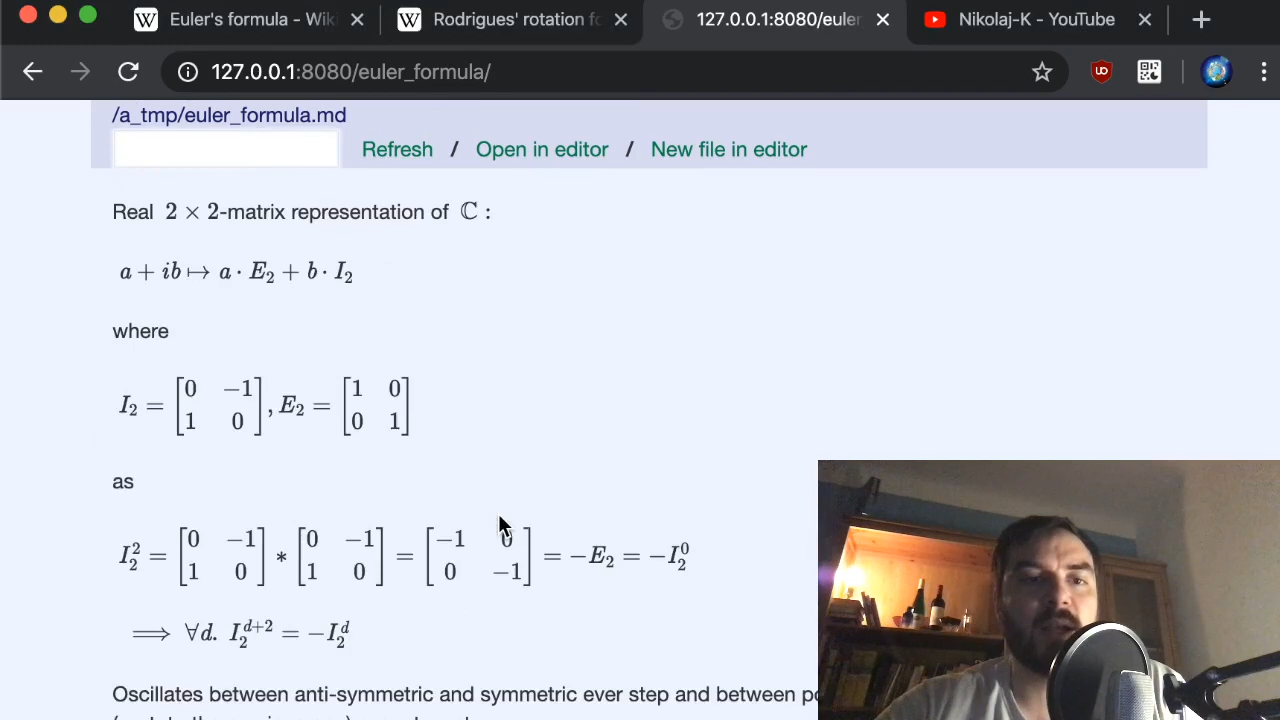 Euler's formula - Wiki
Rodrigues' rotation fo
127.0.0.1:8080/euler
Nikolaj-K - YouTube
127.0.0.1:8080/euler_formula/
/a_tmp/euler_formula.md
Refresh / Open in editor / New file in editor
Real 2 × 2-matrix representation of ℂ :
a + ib ↦ a · E₂ + b · I₂
where
I₂ = [0 −1; 1 0], E₂ = [1 0; 0 1]
as
I₂² = [0 −1; 1 0] * [0 −1; 1 0] = [−1 0; 0 −1] = −E₂ = −I₂⁰
⟹ ∀d. I₂ᵈ⁺² = −I₂ᵈ
Oscillates between anti-symmetric and symmetric ever step and between